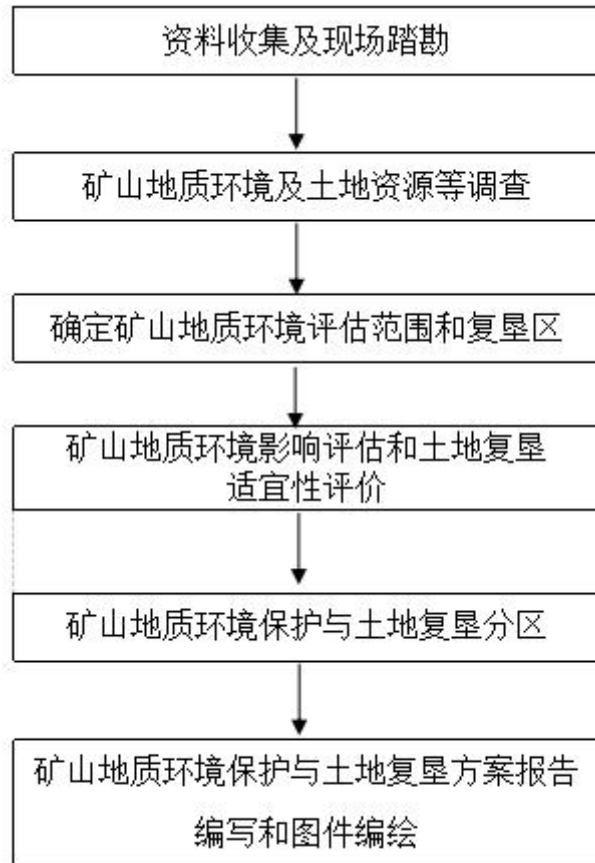 资料收集及现场踏勘
矿山地质环境及土地资源等调查
确定矿山地质环境评估范围和复垦区
矿山地质环境影响评估和土地复垦
适宜性评价
矿山地质环境保护与土地复垦分区
矿山地质环境保护与土地复垦方案报告
编写和图件编绘